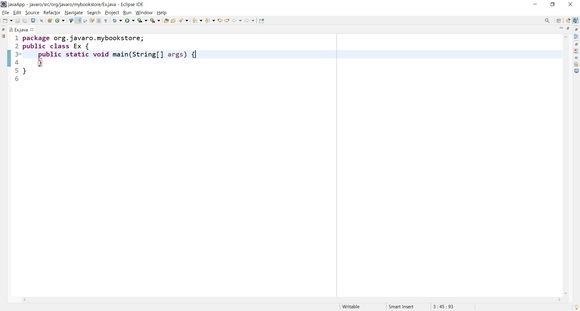 javaApp - javaro/src/org/javaro/mybookstore/Ex.java - Eclipse IDE
File Edit Source Refactor Navigate Search Project Run Window Help
Ex.java
1 package org.javaro.mybookstore;
2 public class Ex {
3 public static void main(String[] args) {
4 }
5 }
6
Writable Smart Insert 3 : 45 : 93